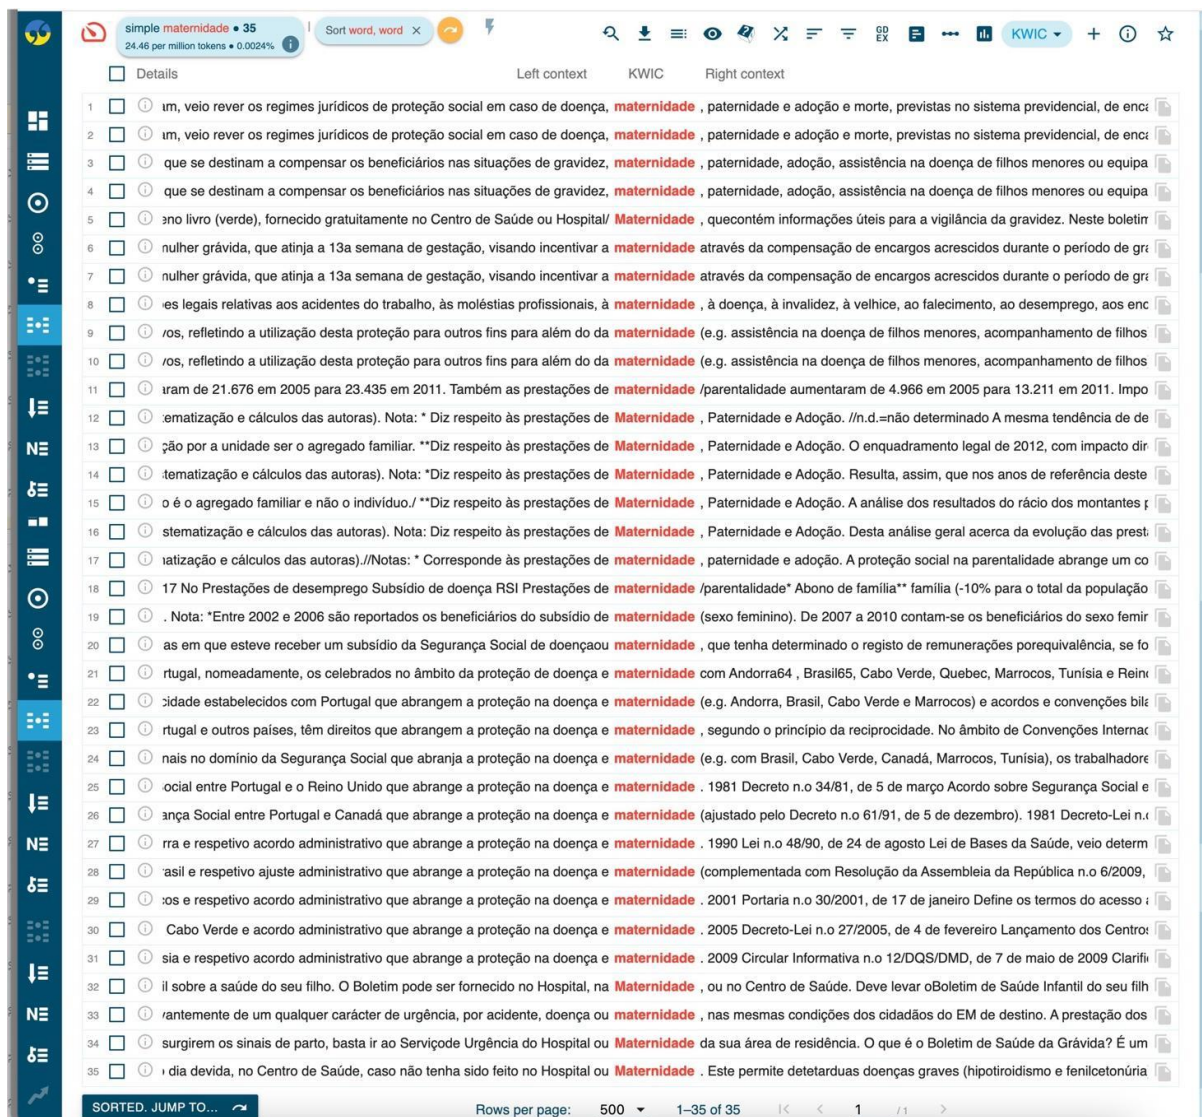 simple maternidade • 35
24.46 per million tokens • 0.0024%
Sort word, word ×
GD EX
KWIC
Details Left context KWIC Right context
1 am, veio rever os regimes jurídicos de proteção social em caso de doença, maternidade , paternidade e adoção e morte, previstas no sistema previdencial, de enca
2 am, veio rever os regimes jurídicos de proteção social em caso de doença, maternidade , paternidade e adoção e morte, previstas no sistema previdencial, de enca
3 que se destinam a compensar os beneficiários nas situações de gravidez, maternidade , paternidade, adoção, assistência na doença de filhos menores ou equipa
4 que se destinam a compensar os beneficiários nas situações de gravidez, maternidade , paternidade, adoção, assistência na doença de filhos menores ou equipa
5 eno livro (verde), fornecido gratuitamente no Centro de Saúde ou Hospital/ Maternidade , quecontém informações úteis para a vigilância da gravidez. Neste boletim
6 nulher grávida, que atinja a 13a semana de gestação, visando incentivar a maternidade através da compensação de encargos acrescidos durante o período de gra
7 nulher grávida, que atinja a 13a semana de gestação, visando incentivar a maternidade através da compensação de encargos acrescidos durante o período de gra
8 es legais relativas aos acidentes do trabalho, às moléstias profissionais, à maternidade , à doença, à invalidez, à velhice, ao falecimento, ao desemprego, aos enc
9 vos, refletindo a utilização desta proteção para outros fins para além do da maternidade (e.g. assistência na doença de filhos menores, acompanhamento de filhos
10 vos, refletindo a utilização desta proteção para outros fins para além do da maternidade (e.g. assistência na doença de filhos menores, acompanhamento de filhos
11 aram de 21.676 em 2005 para 23.435 em 2011. Também as prestações de maternidade /parentalidade aumentaram de 4.966 em 2005 para 13.211 em 2011. Impo
12 ematização e cálculos das autoras). Nota: * Diz respeito às prestações de Maternidade , Paternidade e Adoção. //n.d.=não determinado A mesma tendência de de
13 ção por a unidade ser o agregado familiar. **Diz respeito às prestações de Maternidade , Paternidade e Adoção. O enquadramento legal de 2012, com impacto dir
14 tematização e cálculos das autoras). Nota: *Diz respeito às prestações de Maternidade , Paternidade e Adoção. Resulta, assim, que nos anos de referência deste
15 o é o agregado familiar e não o indivíduo./ **Diz respeito às prestações de Maternidade , Paternidade e Adoção. A análise dos resultados do rácio dos montantes p
16 stematização e cálculos das autoras). Nota: Diz respeito às prestações de Maternidade , Paternidade e Adoção. Desta análise geral acerca da evolução das presta
17 atização e cálculos das autoras).//Notas: * Corresponde às prestações de maternidade , paternidade e adoção. A proteção social na parentalidade abrange um co
18 17 No Prestações de desemprego Subsídio de doença RSI Prestações de maternidade /parentalidade* Abono de família** família (-10% para o total da população
19 . Nota: *Entre 2002 e 2006 são reportados os beneficiários do subsídio de maternidade (sexo feminino). De 2007 a 2010 contam-se os beneficiários do sexo femir
20 as em que esteve receber um subsídio da Segurança Social de doençaou maternidade , que tenha determinado o registo de remunerações porequivalência, se fo
21 rtugal, nomeadamente, os celebrados no âmbito da proteção da doença e maternidade com Andorra64 , Brasil65, Cabo Verde, Quebec, Marrocos, Tunísia e Reino
22 cidade estabelecidos com Portugal que abrangem a proteção na doença e maternidade (e.g. Andorra, Brasil, Cabo Verde e Marrocos) e acordos e convenções bila
23 rtugal e outros países, têm direitos que abrangem a proteção na doença e maternidade , segundo o princípio da reciprocidade. No âmbito de Convenções Internac
24 nais no domínio da Segurança Social que abranja a proteção na doença e maternidade (e.g. com Brasil, Cabo Verde, Canadá, Marrocos, Tunísia), os trabalhadore
25 ocial entre Portugal e o Reino Unido que abrange a proteção na doença e maternidade . 1981 Decreto n.o 34/81, de 5 de março Acordo sobre Segurança Social e
26 ança Social entre Portugal e Canadá que abrange a proteção na doença e maternidade (ajustado pelo Decreto n.o 61/91, de 5 de dezembro). 1981 Decreto-Lei n.o
27 rra e respetivo acordo administrativo que abrange a proteção na doença e maternidade . 1990 Lei n.o 48/90, de 24 de agosto Lei de Bases da Saúde, veio determ
28 rasil e respetivo ajuste administrativo que abrange a proteção na doença e maternidade (complementada com Resolução da Assembleia da República n.o 6/2009,
29 cos e respetivo acordo administrativo que abrange a proteção na doença e maternidade . 2001 Portaria n.o 30/2001, de 17 de janeiro Define os termos do acesso a
30 Cabo Verde e acordo administrativo que abrange a proteção na doença e maternidade . 2005 Decreto-Lei n.o 27/2005, de 4 de fevereiro Lançamento dos Centros
31 sia e respetivo acordo administrativo que abrange a proteção na doença e maternidade . 2009 Circular Informativa n.o 12/DQS/DMD, de 7 de maio de 2009 Clarifi
32 il sobre a saúde do seu filho. O Boletim pode ser fornecido no Hospital, na Maternidade , ou no Centro de Saúde. Deve levar oBoletim de Saúde Infantil do seu filh
33 vantemente de um qualquer carácter de urgência, por acidente, doença ou maternidade , nas mesmas condições dos cidadãos do EM de destino. A prestação dos
34 surgirem os sinais de parto, basta ir ao Serviçode Urgência do Hospital ou Maternidade da sua área de residência. O que é o Boletim de Saúde da Grávida? É um
35 dia devida, no Centro de Saúde, caso não tenha sido feito no Hospital ou Maternidade . Este permite detetarduas doenças graves (hipotiroidismo e fenilcetonúria
SORTED. JUMP TO... Rows per page: 500 1–35 of 35 1 / 1